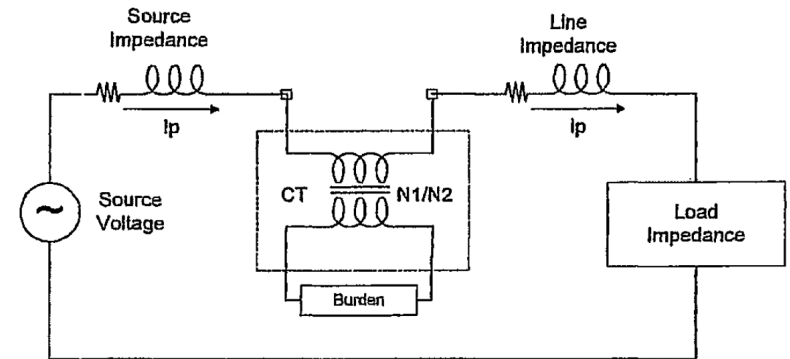 Source
Impedance
Line
Impedance
Ip
Ip
CT
N1/N2
Source
Voltage
Load
Impedance
Burden